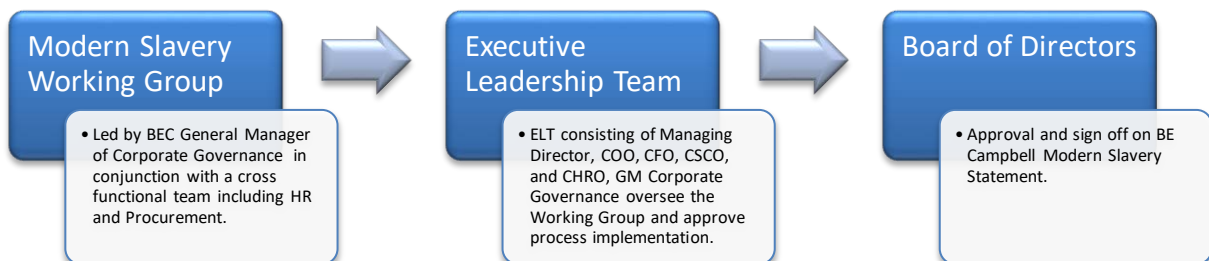 Modern Slavery
Working Group
• Led by BEC General Manager
of Corporate Governance in
conjunction with a cross
functional team including HR
and Procurement.
Executive
Leadership Team
• ELT consisting of Managing
Director, COO, CFO, CSCO,
and CHRO, GM Corporate
Governance oversee the
Working Group and approve
process implementation.
Board of Directors
• Approval and sign off on BE
Campbell Modern Slavery
Statement.